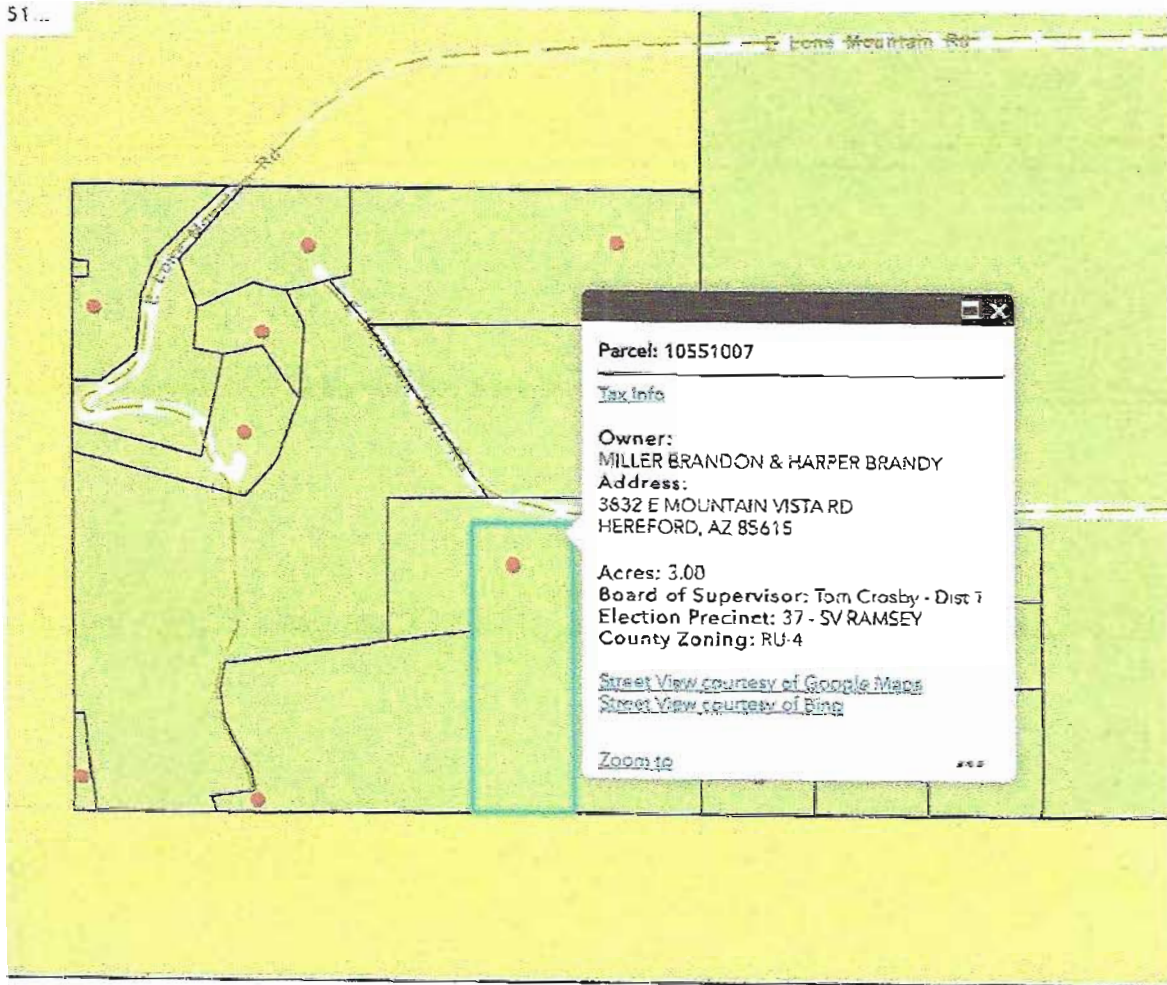 51...
E Lone Mountain Rd
Rd
Parcel: 10551007
Tax Info
Owner:
MILLER BRANDON & HARPER BRANDY
Address:
3832 E MOUNTAIN VISTA RD
HEREFORD, AZ 85615
Acres: 3.00
Board of Supervisor: Tom Crosby - Dist 1
Election Precinct: 37 - SV RAMSEY
County Zoning: RU-4
Street View courtesy of Google Maps
Street View courtesy of Bing
Zoom to